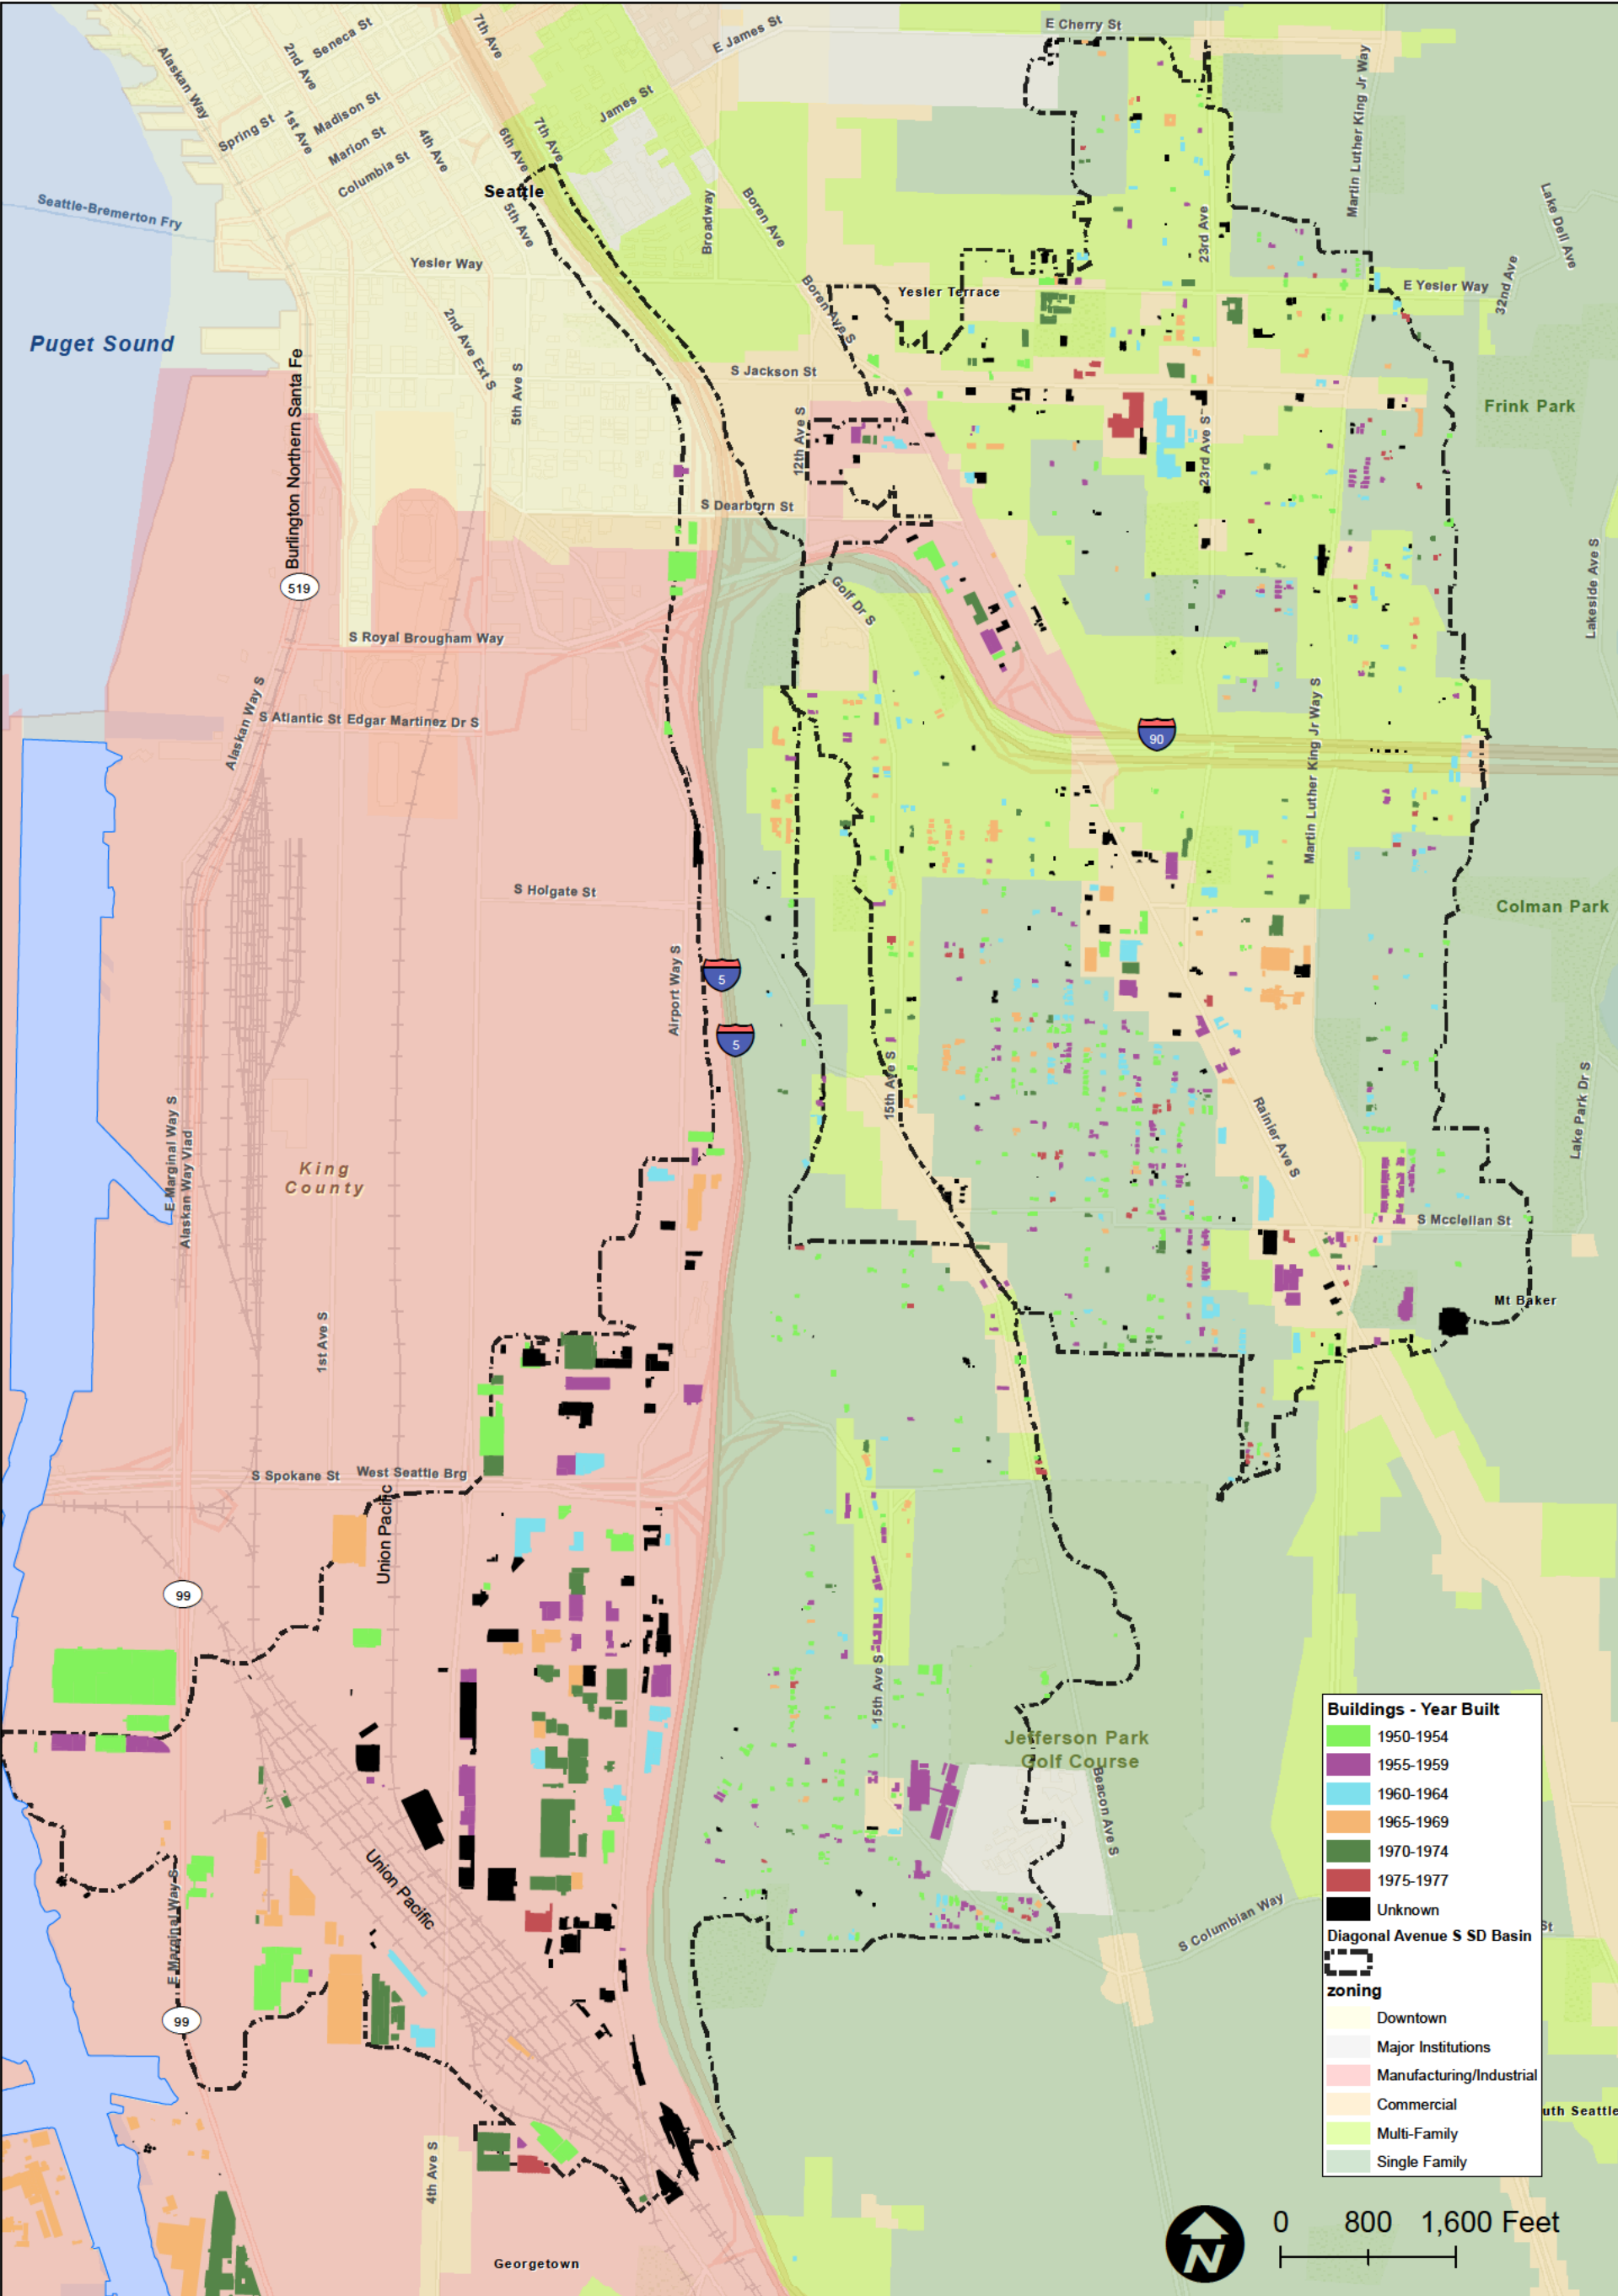 E Cherry St
7th Ave
Seneca St
E James St
2nd Ave
Alaskan Way
Martin Luther King Jr Way
James St
Madison St
Spring St
1st Ave
Marion St
4th Ave
6th Ave
7th Ave
Columbia St
Seattle
Seattle-Bremerton Fry
5th Ave
Broadway
Boren Ave
23rd Ave
Lake Dell Ave
Yesler Way
Yesler Terrace
E Yesler Way
32nd Ave
Boren Ave S
Puget Sound
2nd Ave Ext S
S Jackson St
5th Ave S
Frink Park
Burlington Northern Santa Fe
12th Ave S
23rd Ave S
S Dearborn St
519
Golf Dr S
Lakeside Ave S
S Royal Brougham Way
Alaskan Way S
S Atlantic St
Edgar Martinez Dr S
90
Martin Luther King Jr Way S
S Holgate St
Colman Park
Airport Way S
5
5
15th Ave S
Rainier Ave S
Lake Park Dr S
E Marginal Way S
Alaskan Way Viad
King
County
S Mcclellan St
Mt Baker
1st Ave S
S Spokane St
West Seattle Brg
Union Pacific
99
15th Ave S
Jefferson Park
Golf Course
Beacon Ave S
Union Pacific
E Marginal Way S
S Columbian Way
St
99
4th Ave S
uth Seattle
Georgetown
Buildings - Year Built
1950-1954
1955-1959
1960-1964
1965-1969
1970-1974
1975-1977
Unknown
Diagonal Avenue S SD Basin
zoning
Downtown
Major Institutions
Manufacturing/Industrial
Commercial
Multi-Family
Single Family
N
0 800 1,600 Feet